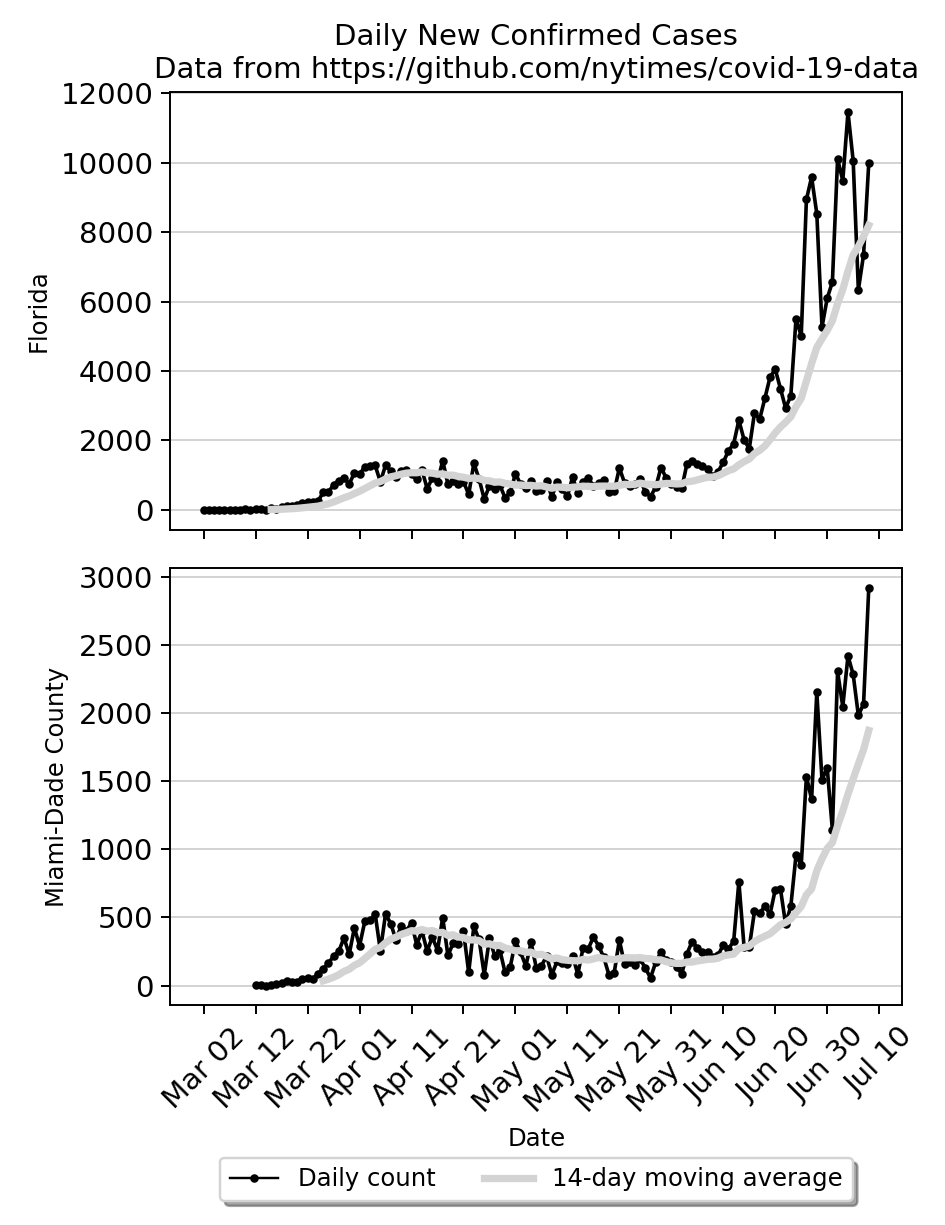 Daily New Confirmed Cases
Data from https://github.com/nytimes/covid-19-data
12000
10000
8000
6000
4000
2000
0
Florida
3000
2500
2000
1500
1000
500
0
Miami-Dade County
Mar 02
Mar 12
Mar 22
Apr 01
Apr 11
Apr 21
May 01
May 11
May 21
May 31
Jun 10
Jun 20
Jun 30
Jul 10
Date
Daily count
14-day moving average